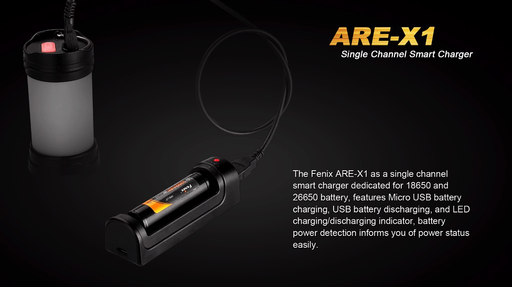 ARE-X1
Single Channel Smart Charger
Fenix
The Fenix ARE-X1 as a single channel
smart charger dedicated for 18650 and
26650 battery, features Micro USB battery
charging, USB battery discharging, and LED
charging/discharging indicator, battery
power detection informs you of power status
easily.